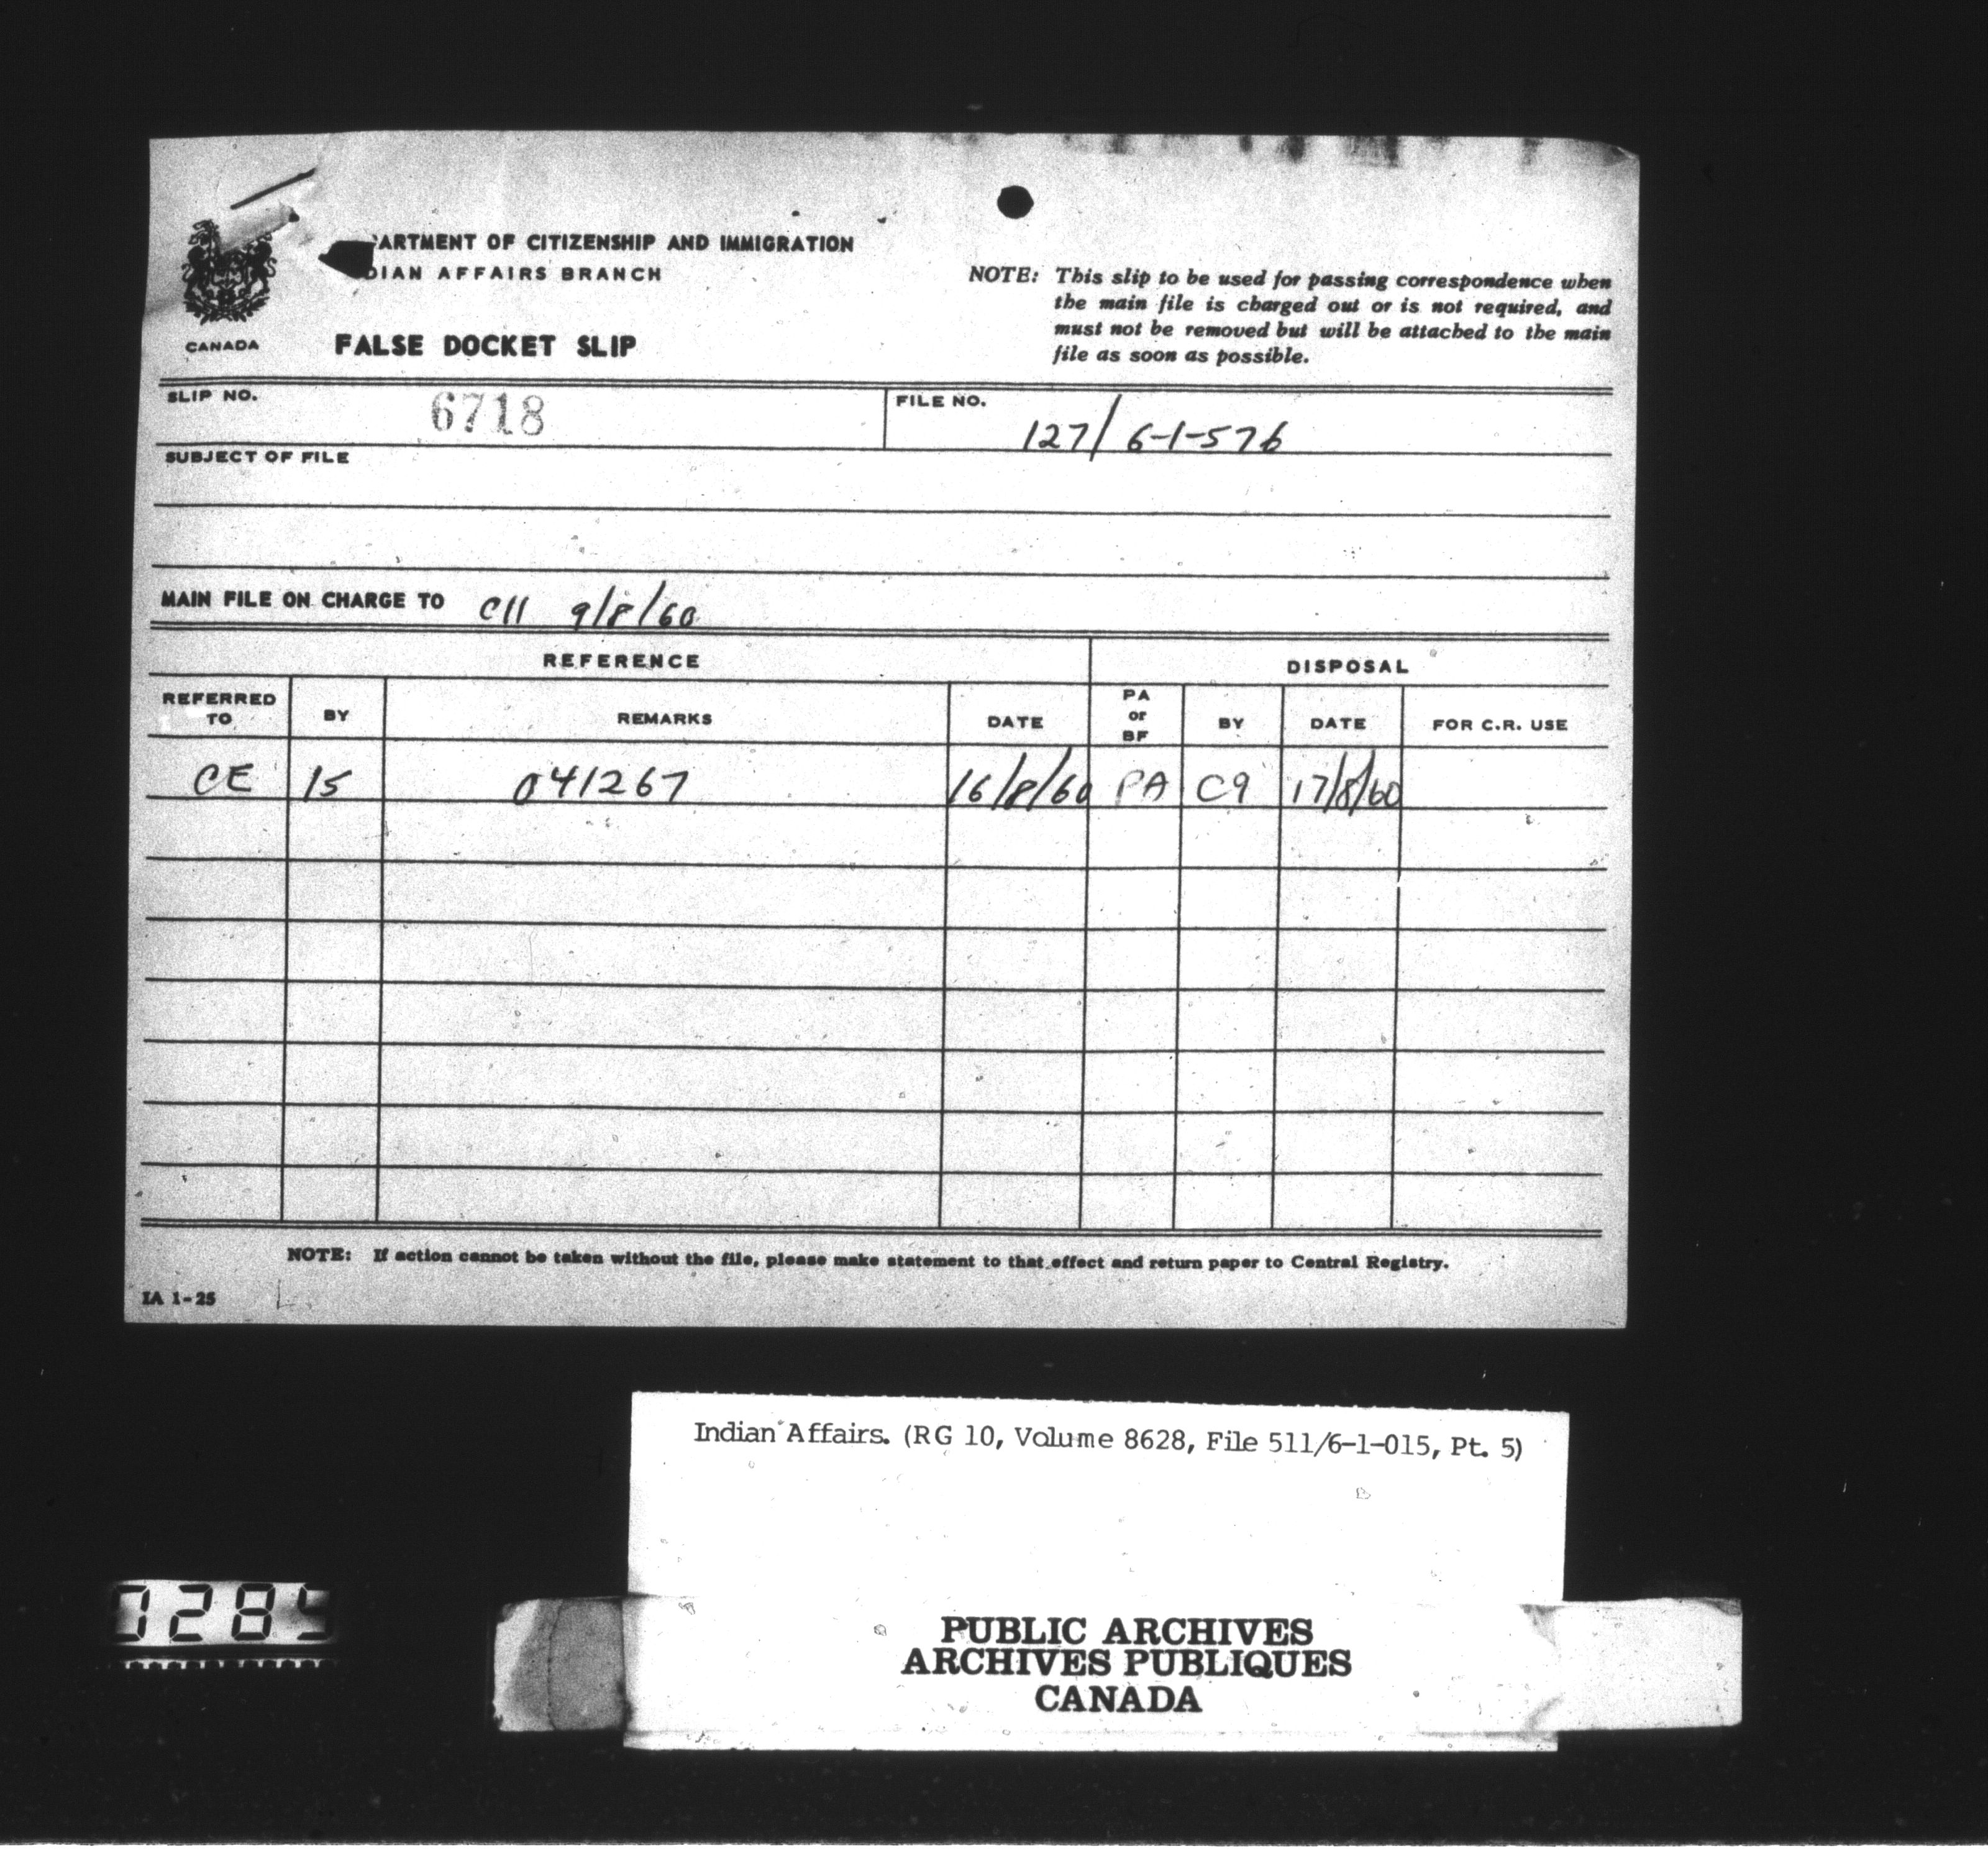 ARTMENT OF CITIZENSHIP AND IMMIGRATION
DIAN AFFAIRS BRANCH
CANADA
FALSE DOCKET SLIP
NOTE: This slip to be used for passing correspondence when
the main file is charged out or is not required, and
must not be removed but will be attached to the main
file as soon as possible.
SLIP NO. 6718
FILE NO. 127/6-1-576
SUBJECT OF FILE
MAIN FILE ON CHARGE TO C11 9/8/60
REFERENCE DISPOSAL
REFERRED TO BY REMARKS DATE PA or BF BY DATE FOR C.R. USE
CE 15 041267 16/8/60 PA C9 17/8/60
NOTE: If action cannot be taken without the file, please make statement to that effect and return paper to Central Registry.
IA 1-25
Indian Affairs. (RG 10, Volume 8628, File 511/6-1-015, Pt. 5)
0285
PUBLIC ARCHIVES
ARCHIVES PUBLIQUES
CANADA